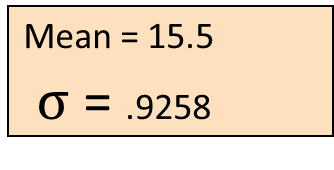 Mean = 15.5
σ = .9258